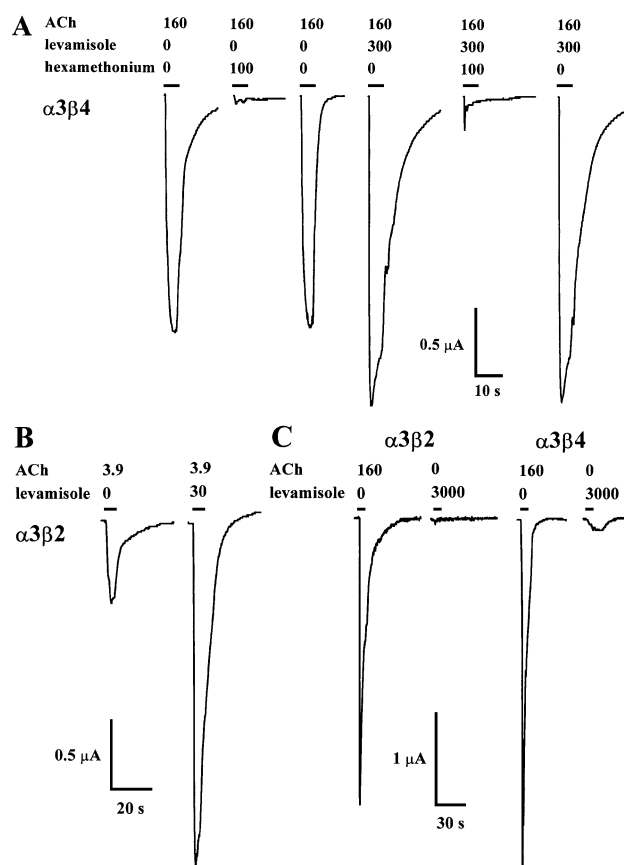 A
ACh 160 160 160 160 160 160
levamisole 0 0 0 300 300 300
hexamethonium 0 100 0 0 100 0
α3β4
0.5 μA
10 s
B
C
α3β2 α3β4
ACh 3.9 3.9
levamisole 0 30
ACh 160 0 160 0
levamisole 0 3000 0 3000
α3β2
0.5 μA
20 s
1 μA
30 s